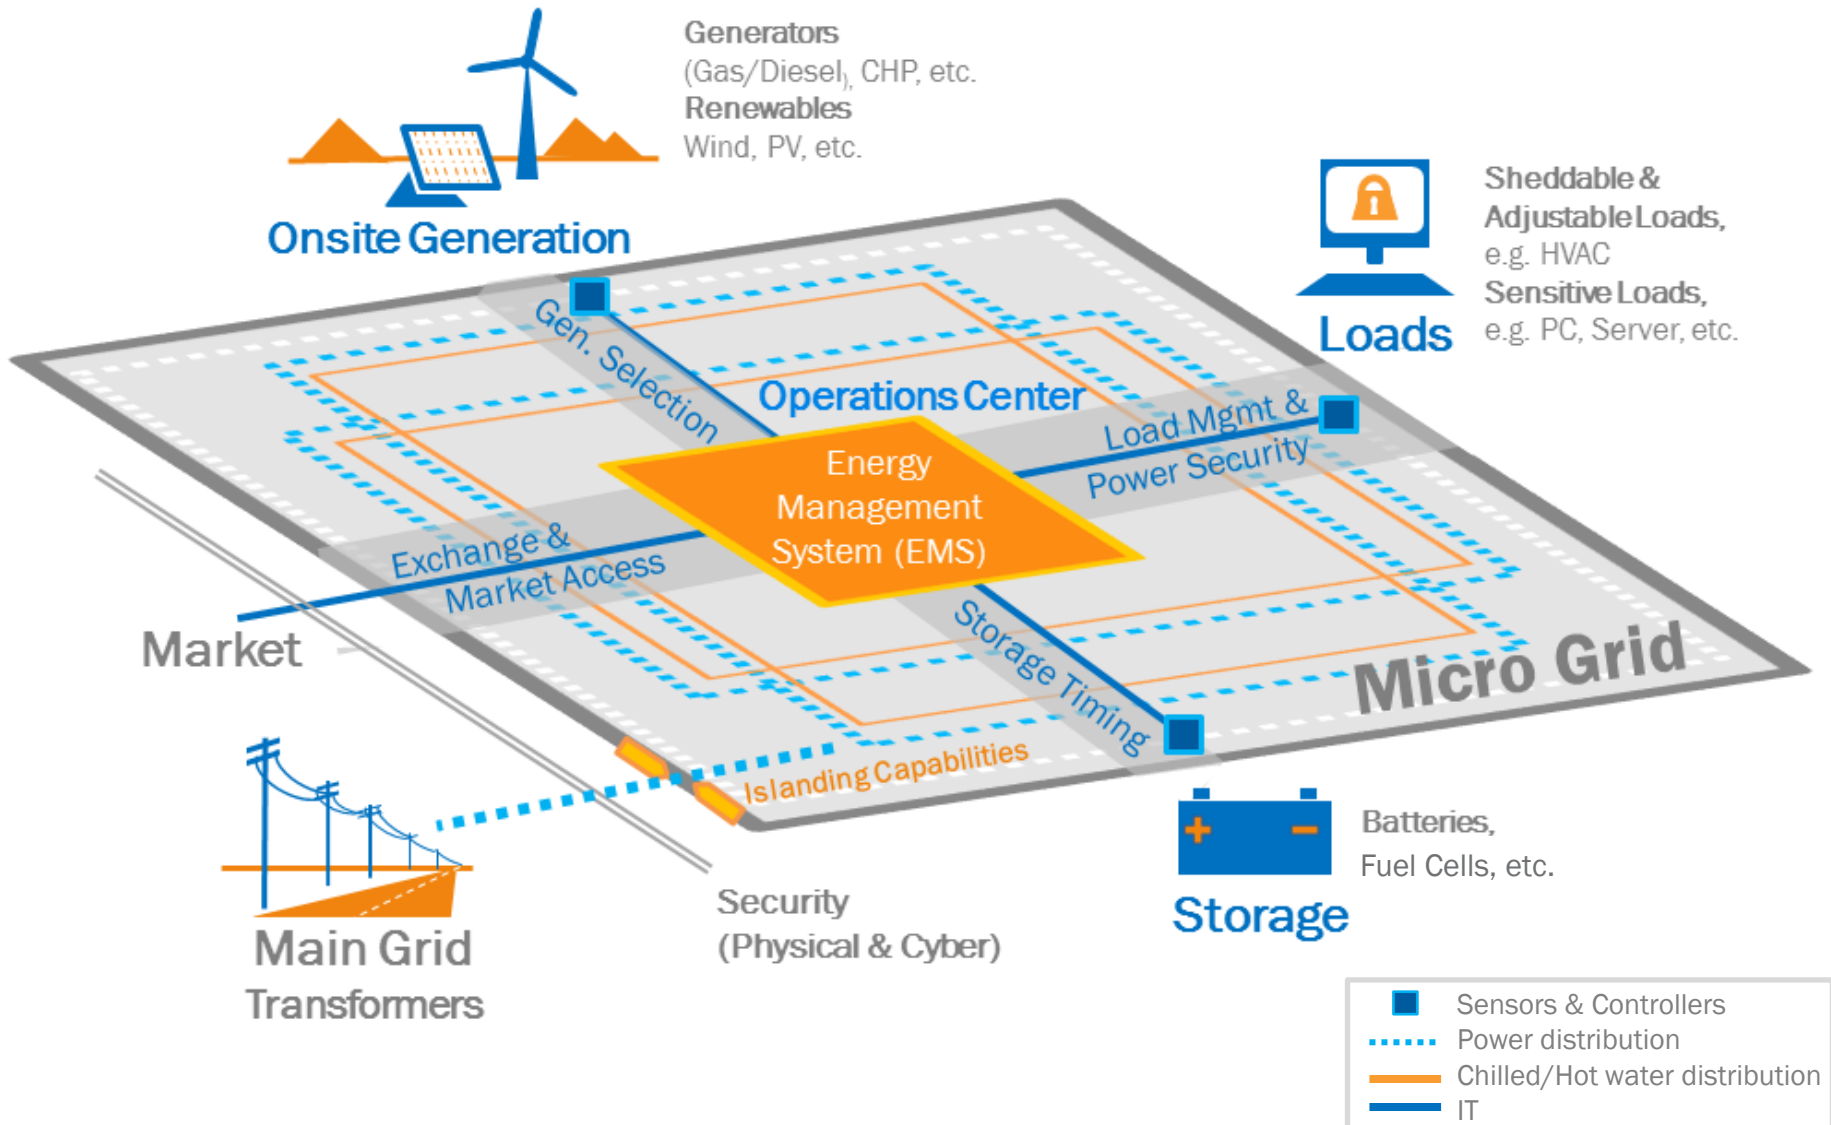 Generators
(Gas/Diesel), CHP, etc.
Renewables
Wind, PV, etc.
Onsite Generation
Sheddable &
Adjustable Loads,
e.g. HVAC
Sensitive Loads,
e.g. PC, Server, etc.
Loads
Gen. Selection
Operations Center
Load Mgmt &
Power Security
Energy
Management
System (EMS)
Exchange &
Market Access
Market
Storage Timing
Micro Grid
Islanding Capabilities
Batteries,
Fuel Cells, etc.
Storage
Security
(Physical & Cyber)
Main Grid
Transformers
Sensors & Controllers
Power distribution
Chilled/Hot water distribution
IT